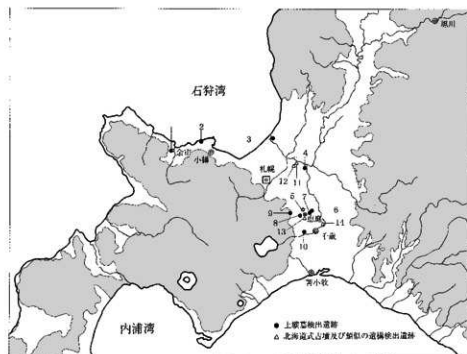 旭川
石狩湾
1
2
3
余市
小樽
4
札幌
12
11
5
7
6
9
恵庭
8
14
13
千歳
10
苫小牧
内浦湾
● 土壙墓検出遺跡
△ 北海道式古墳及び類似の遺構検出遺跡